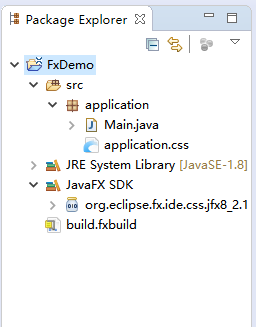 Package Explorer
FxDemo
src
application
Main.java
application.css
JRE System Library [JavaSE-1.8]
JavaFX SDK
org.eclipse.fx.ide.css.jfx8_2.1
build.fxbuild